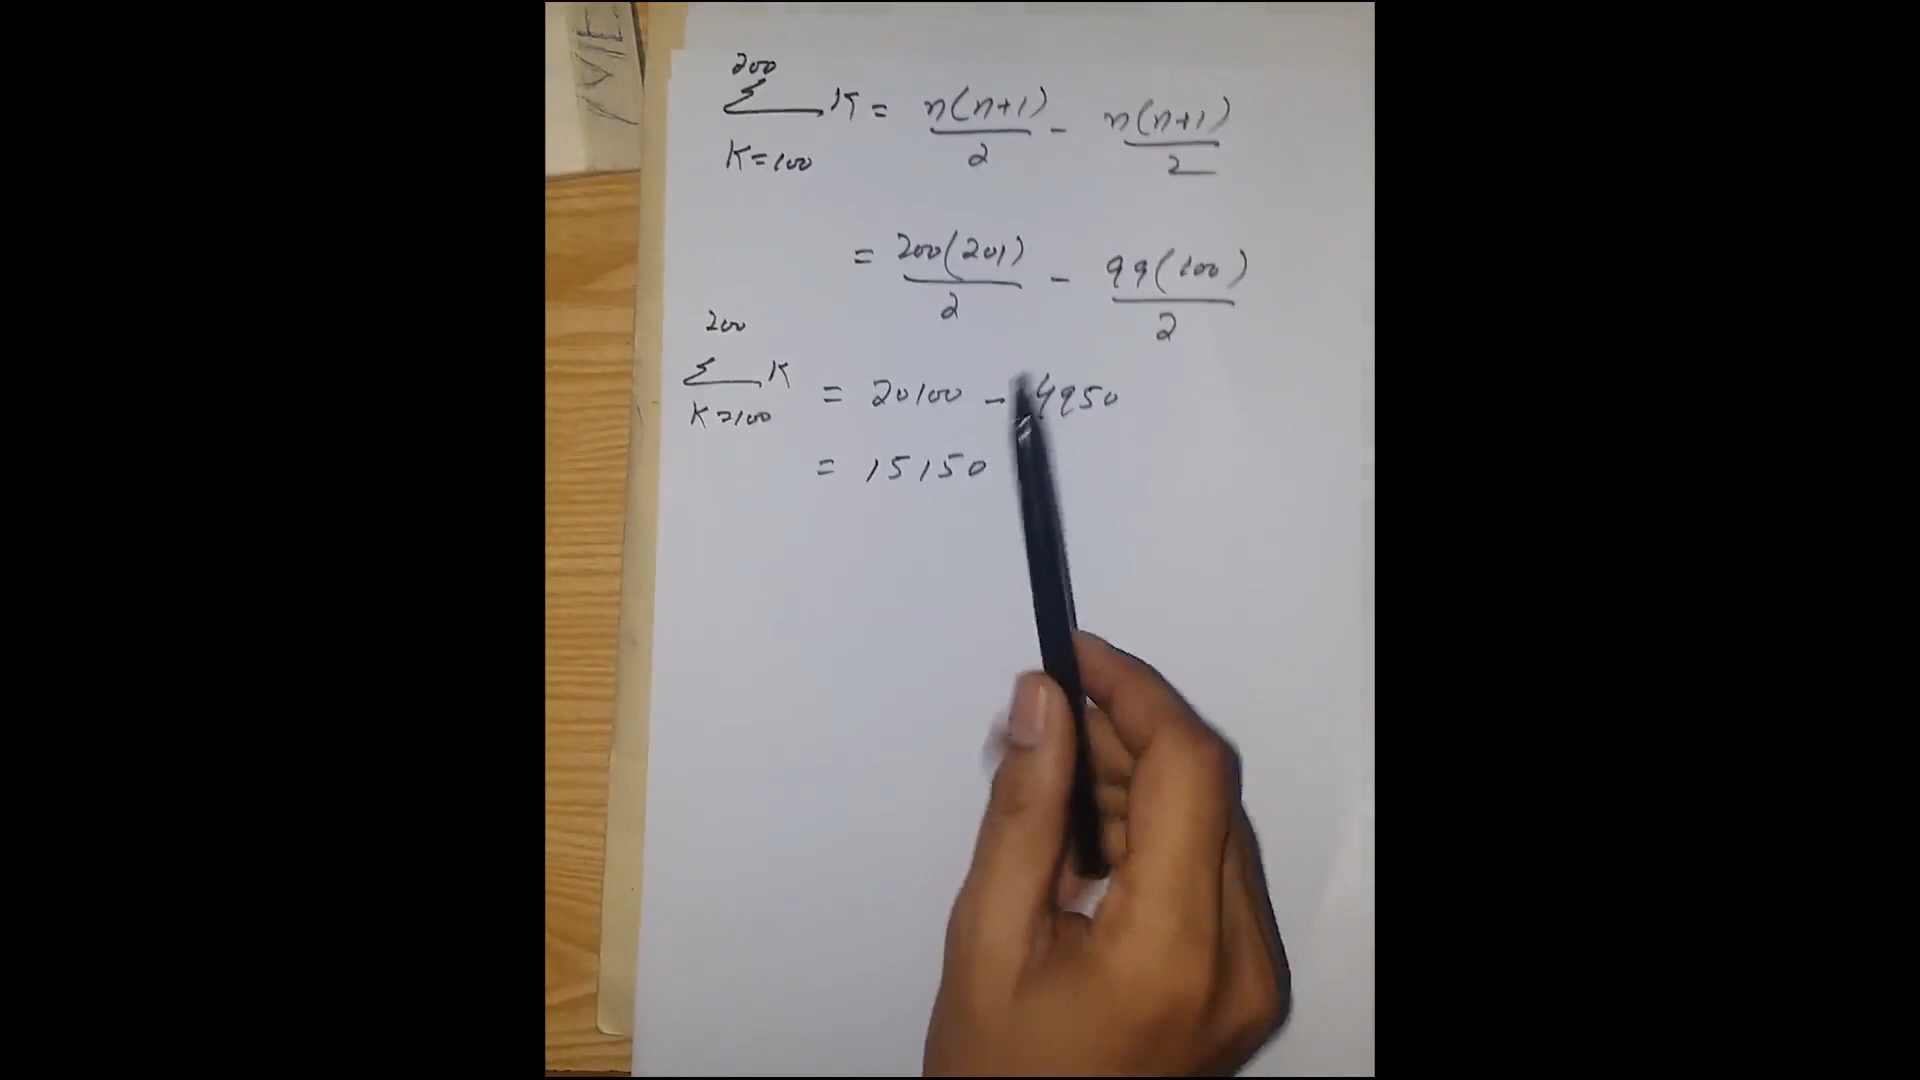 200
Σ K = n(n+1)/2 - n(n+1)/2
K=100
= 200(201)/2 - 99(100)/2
200
Σ K = 20100 - 4950
K=100
= 15150